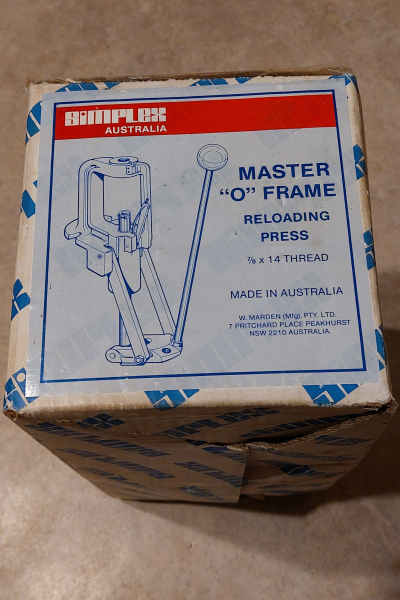 SIMPLEX
AUSTRALIA
MASTER
“O” FRAME
RELOADING
PRESS
⅞ x 14 THREAD
MADE IN AUSTRALIA
W. MARDEN (Mfg). PTY. LTD.
7 PRITCHARD PLACE PEAKHURST
NSW 2210 AUSTRALIA.
SIMPLEX